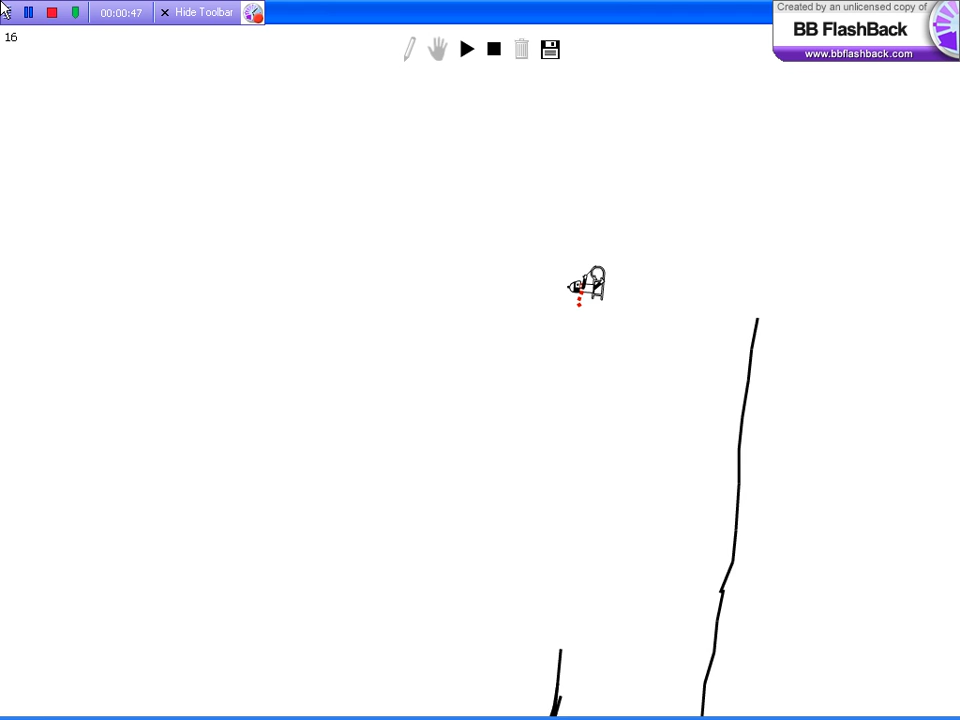 00:00:47 Hide Toolbar
Created by an unlicensed copy of
BB FlashBack
www.bbflashback.com
16